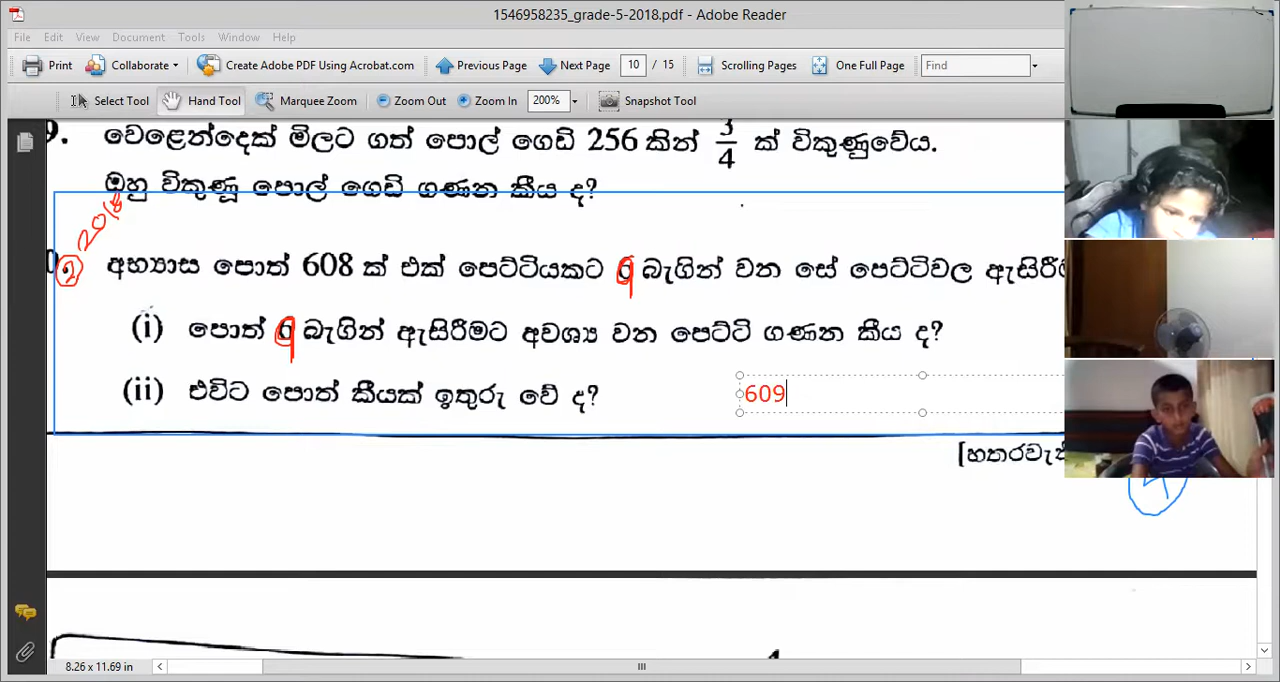 1546958235_grade-5-2018.pdf - Adobe Reader
File Edit View Document Tools Window Help
Print Collaborate Create Adobe PDF Using Acrobat.com Previous Page Next Page 10 / 15 Scrolling Pages One Full Page Find
Select Tool Hand Tool Marquee Zoom Zoom Out Zoom In 200% Snapshot Tool
9. වෙළෙන්දෙක් මිලට ගත් පොල් ගෙඩි 256 කින් 3/4 ක් විකුණුවේය.
ඔහු විකුණූ පොල් ගෙඩි ගණන කීය ද?
2018
අභ්‍යාස පොත් 608 ක් එක් පෙට්ටියකට 9 බැගින් වන සේ පෙට්ටිවල
(i) පොත් 9 බැගින් ඇසිරීමට අවශ්‍ය වන පෙට්ටි ගණන කීය ද?
(ii) එවිට පොත් කීයක් ඉතුරු වේ ද?
609
8.26 x 11.69 in